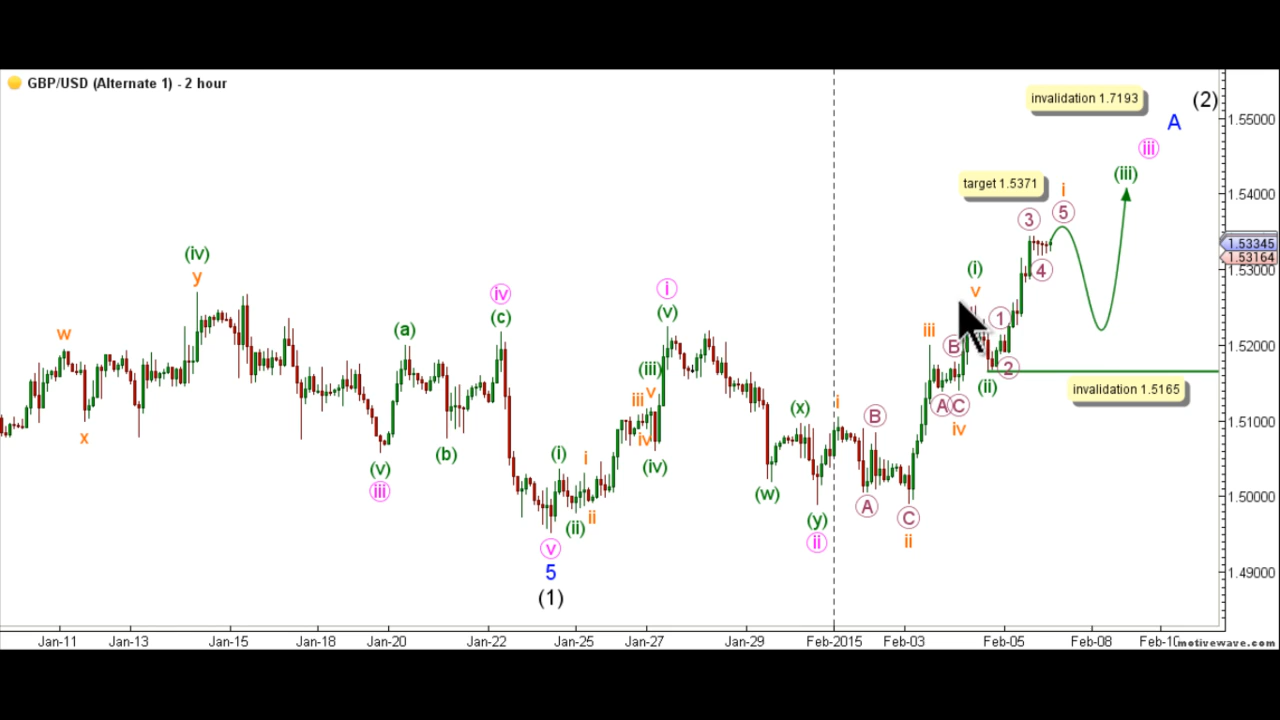 GBP/USD (Alternate 1) - 2 hour
invalidation 1.7193
(2)
A
1.55000
iii
(iii)
target 1.5371
i
1.54000
3
5
1.53345
1.53164
1.53000
4
(iv)
y
(i)
v
iv
(c)
i
(v)
1
w
(a)
iii
B
1.52000
2
(iii)
v
iii
(ii)
invalidation 1.5165
A
C
(x)
i
B
iv
1.51000
x
iv
(b)
(i)
i
(iv)
(v)
iii
(w)
1.50000
A
ii
(ii)
(y)
C
ii
ii
v
5
1.49000
(1)
Jan-11 Jan-13 Jan-15 Jan-18 Jan-20 Jan-22 Jan-25 Jan-27 Jan-29 Feb-2015 Feb-03 Feb-05 Feb-08 Feb-10
motivewave.com